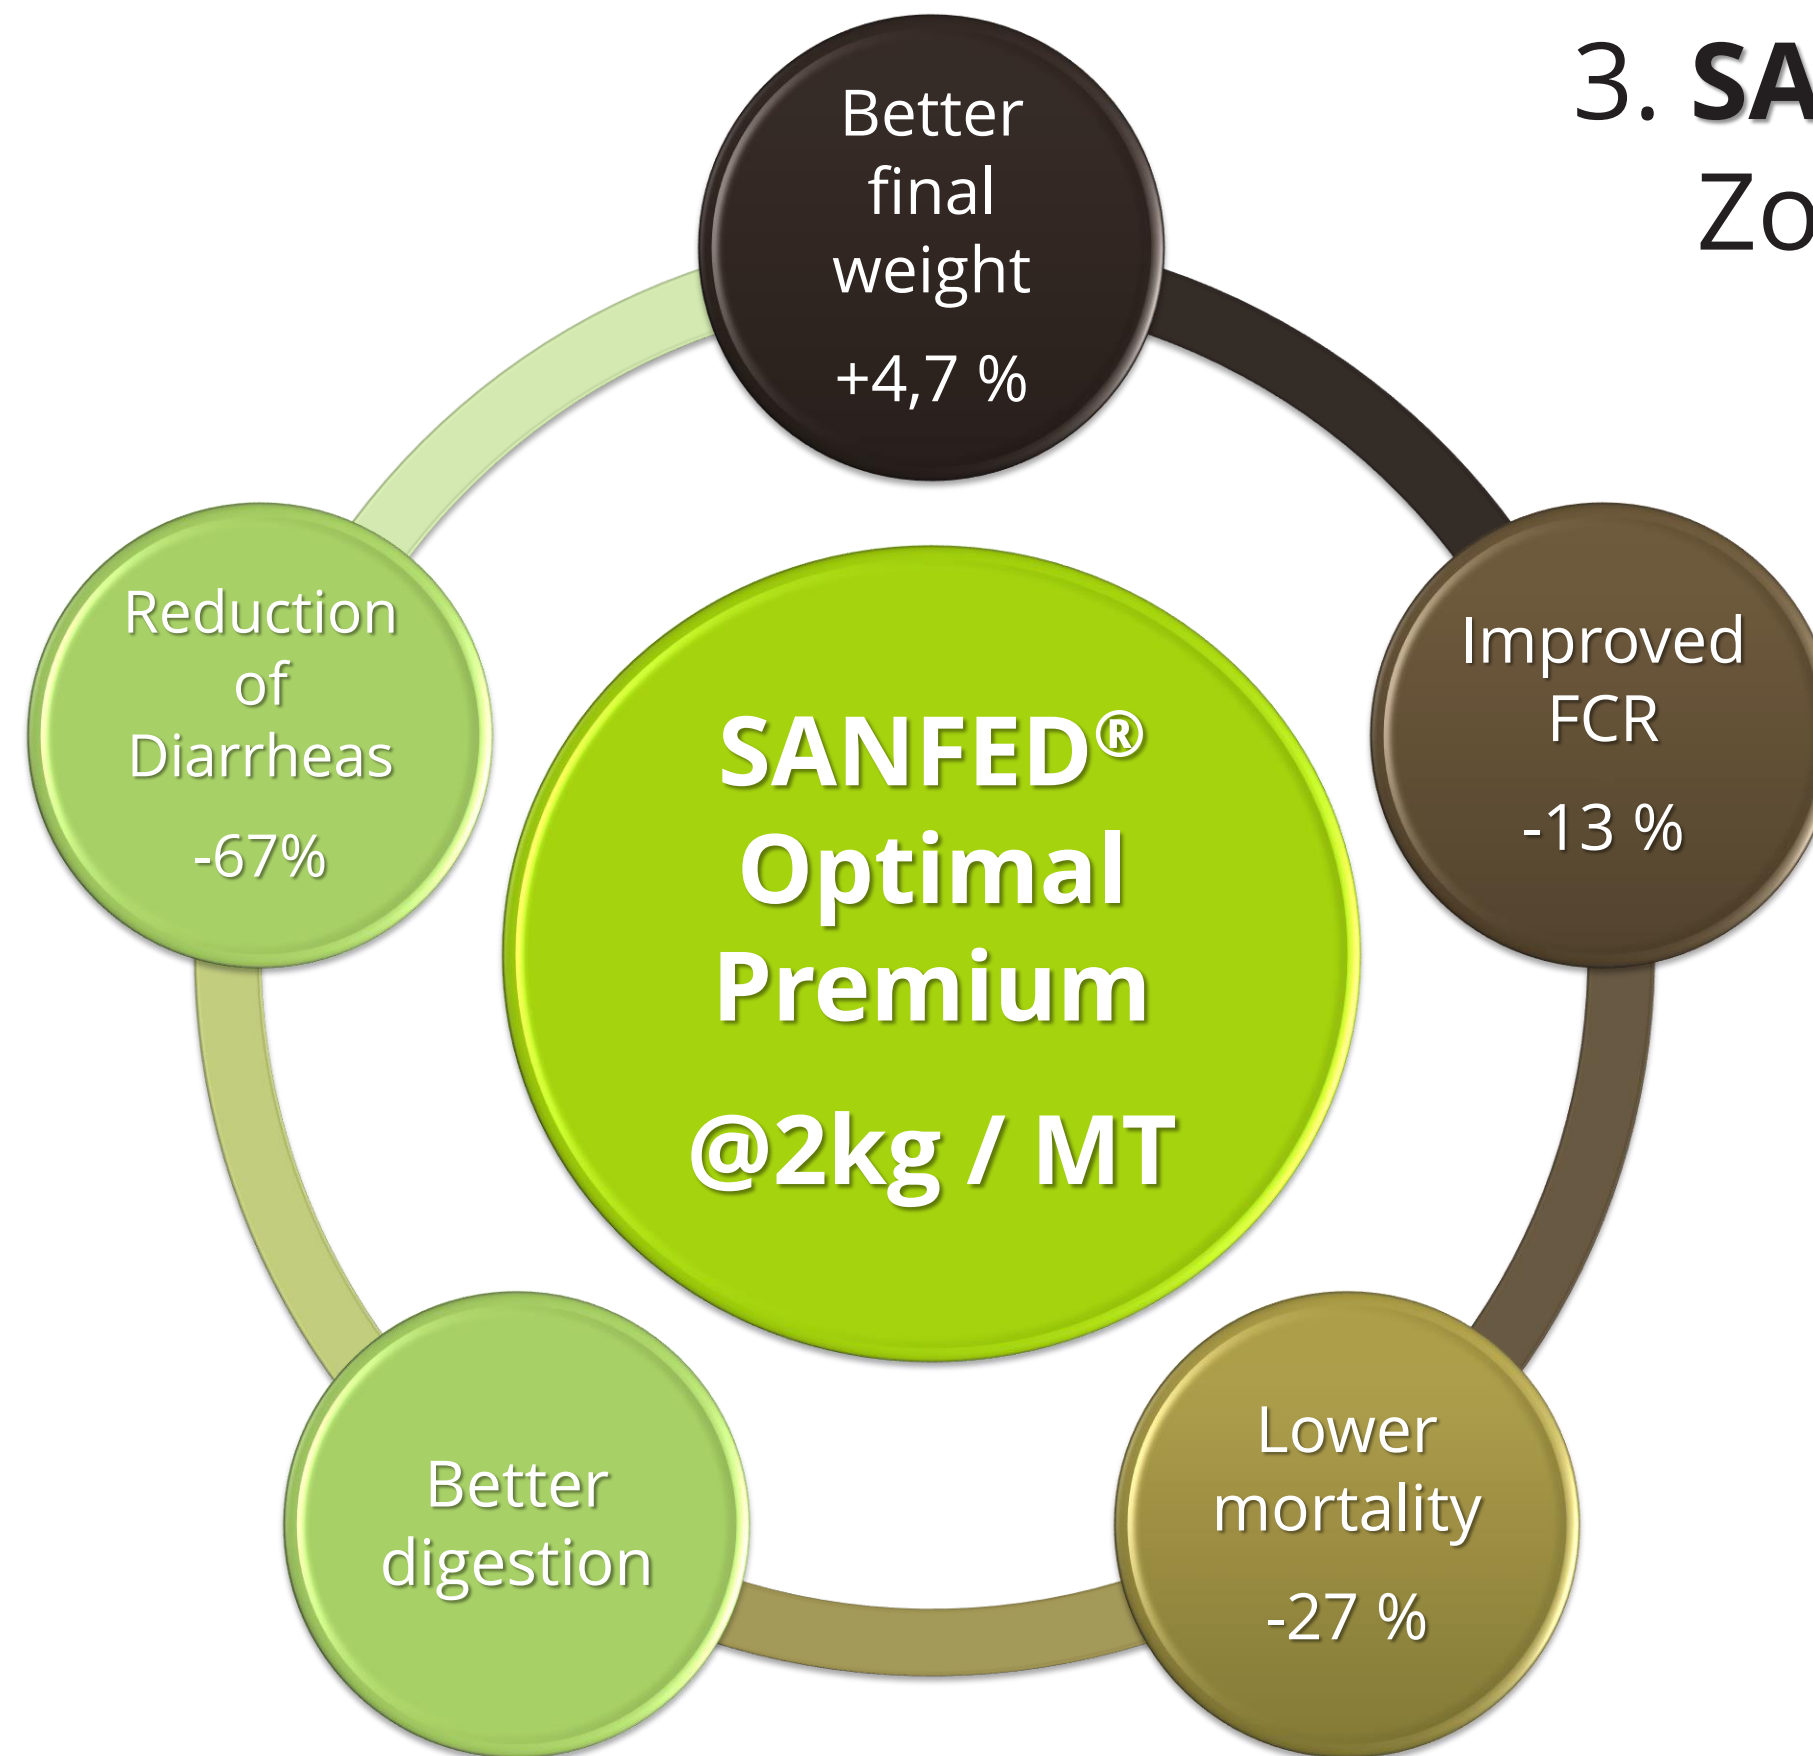 3. SA
Zo
Better
final
weight
+4,7 %
Improved
FCR
-13 %
Lower
mortality
-27 %
Better
digestion
Reduction
of
Diarrheas
-67%
SANFED®
Optimal
Premium
@2kg / MT